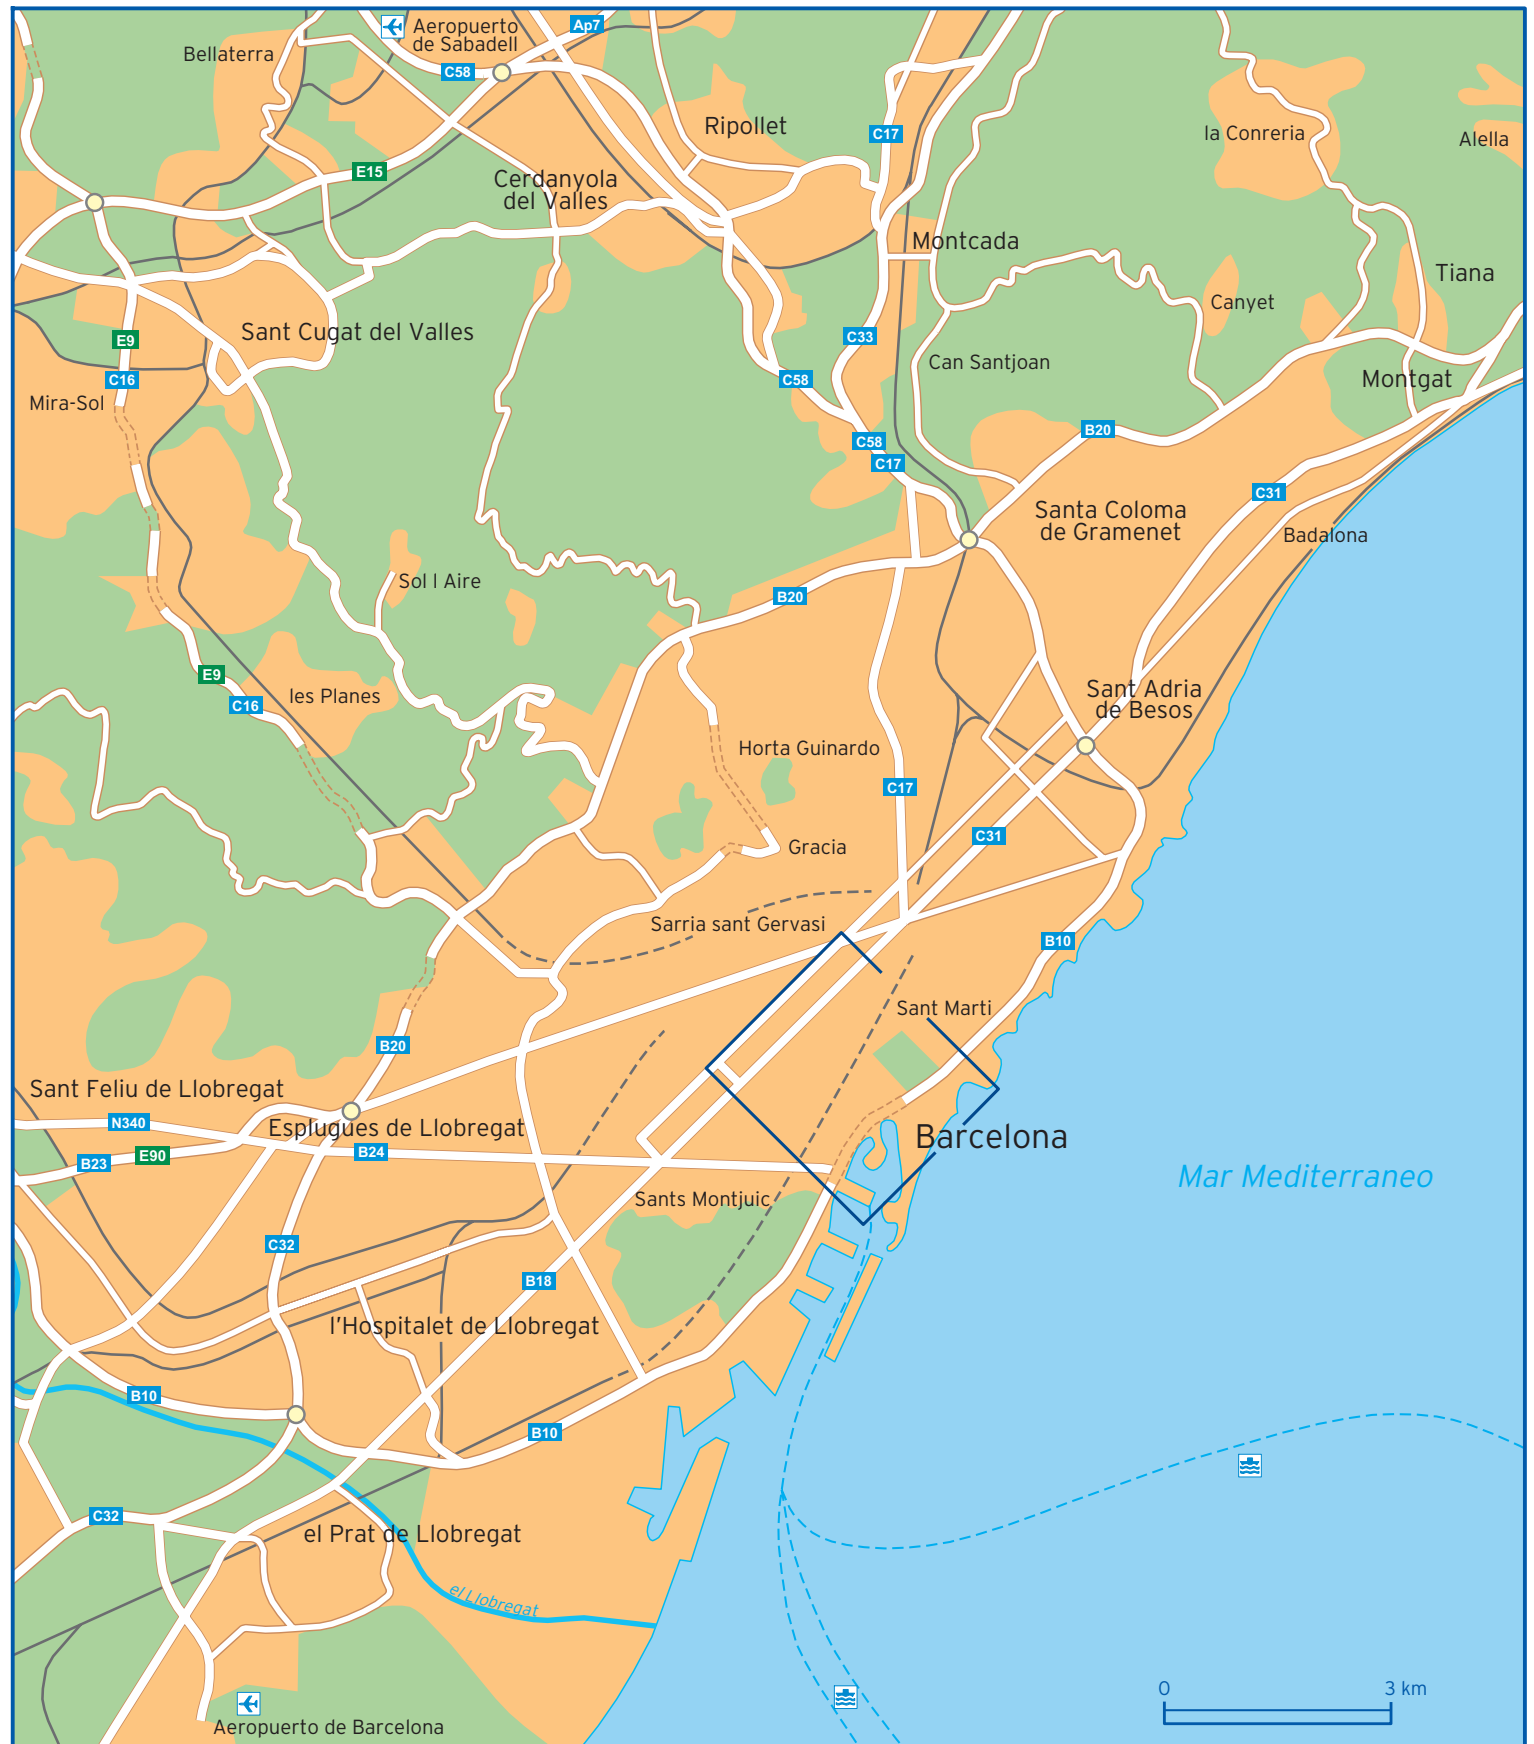 Aeropuerto
de Sabadell
Ap7
Bellaterra
C58
Ripollet
C17
la Conreria
Alella
E15
Cerdanyola
del Valles
Montcada
Tiana
Canyet
E9
Sant Cugat del Valles
C33
Can Santjoan
C16
C58
Montgat
Mira-Sol
B20
C58
C17
C31
Santa Coloma
de Gramenet
Badalona
Sol l Aire
B20
E9
les Planes
C16
Sant Adria
de Besos
Horta Guinardo
C17
C31
Gracia
Sarria sant Gervasi
B10
Sant Marti
B20
Sant Feliu de Llobregat
N340
Esplugues de Llobregat
Barcelona
E90
B23
B24
Mar Mediterraneo
Sants Montjuic
C32
B18
l'Hospitalet de Llobregat
B10
B10
C32
el Prat de Llobregat
el Llobregat
0 3 km
Aeropuerto de Barcelona